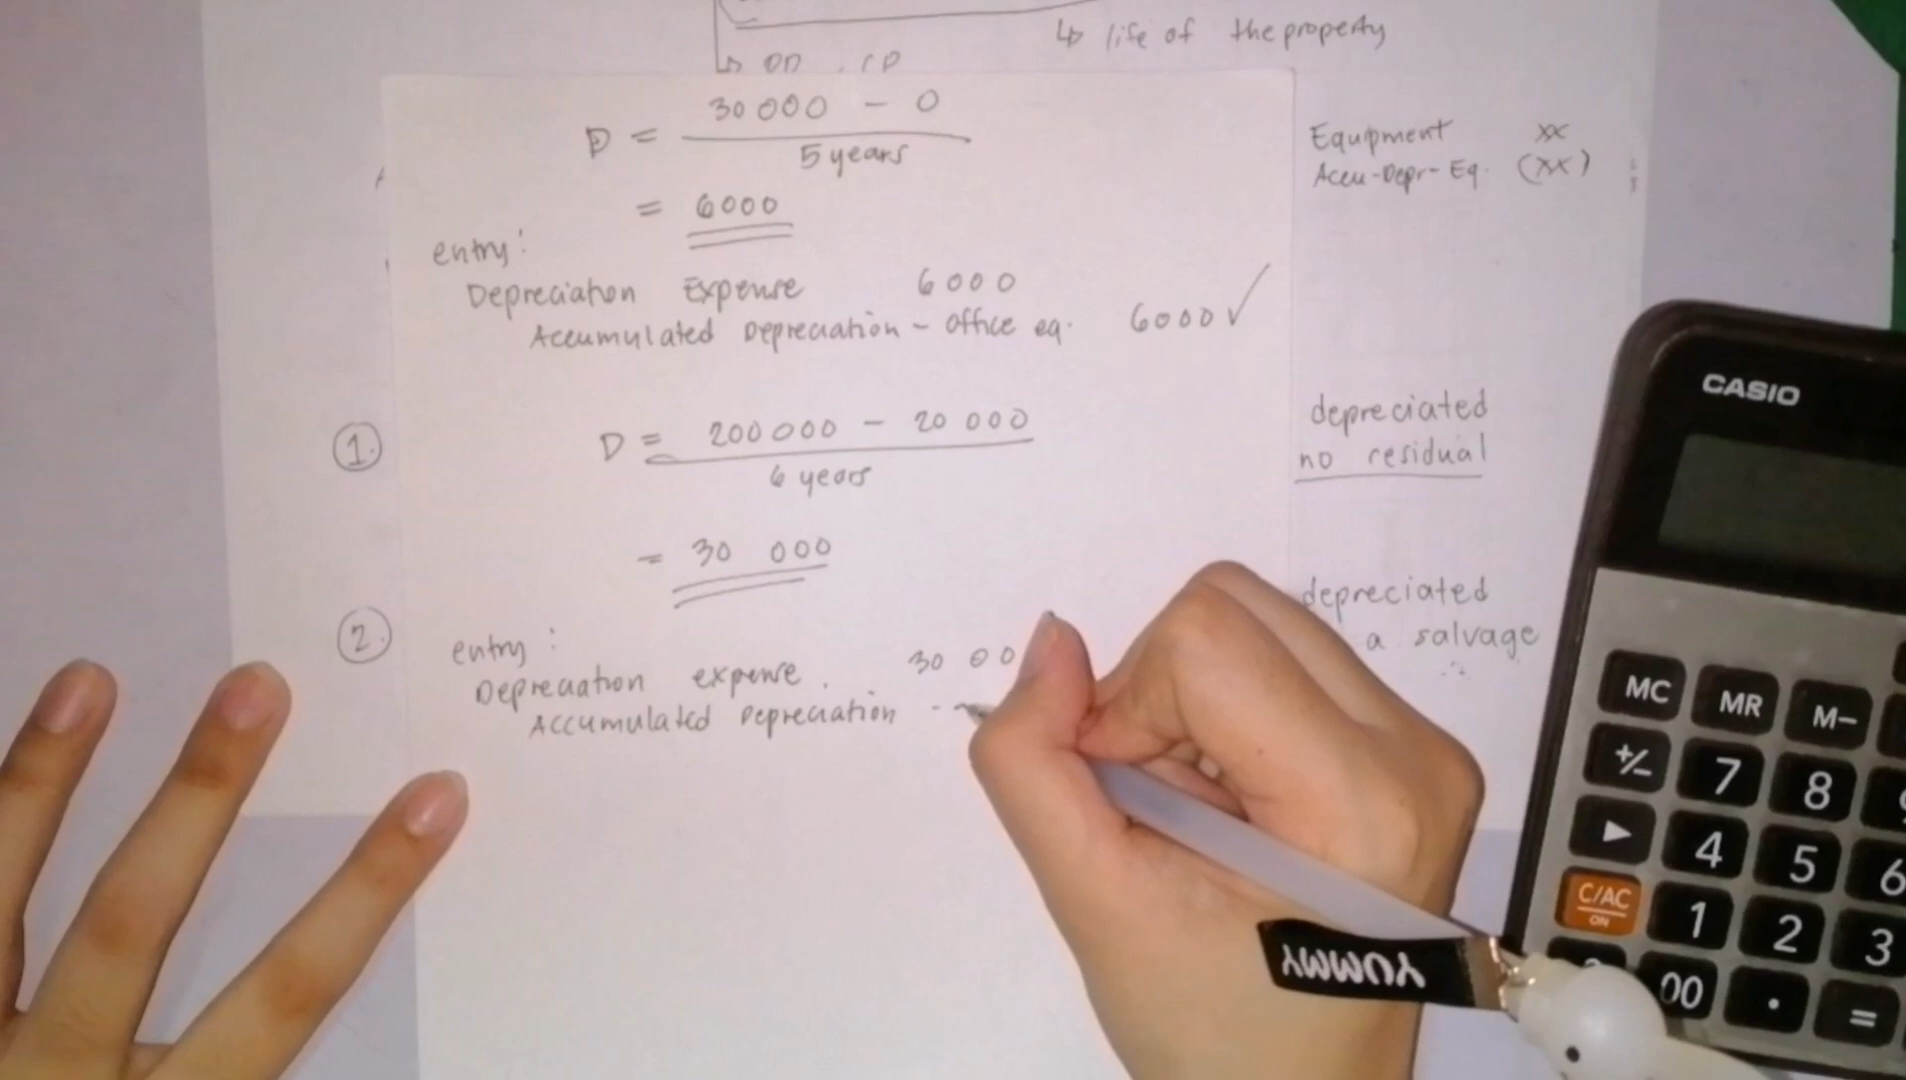 ↳ life of the property
30 000 - 0
D = 5 years
= 6000
entry:
Depreciation Expense 6000
Accumulated Depreciation - Office eq. 6000 ✓
Equipment xx
Accu-Depr- Eq. (xx)
1. D = 200 000 - 20 000
6 years
= 30 000
depreciated
no residual
2. entry:
Depreciation expense. 30 00
Accumulated Depreciation -
depreciated
a salvage
YUMMY
CASIO
MC MR M-
+/- 7 8
▶ 4 5 6
C/AC ON 1 2 3
00 . =